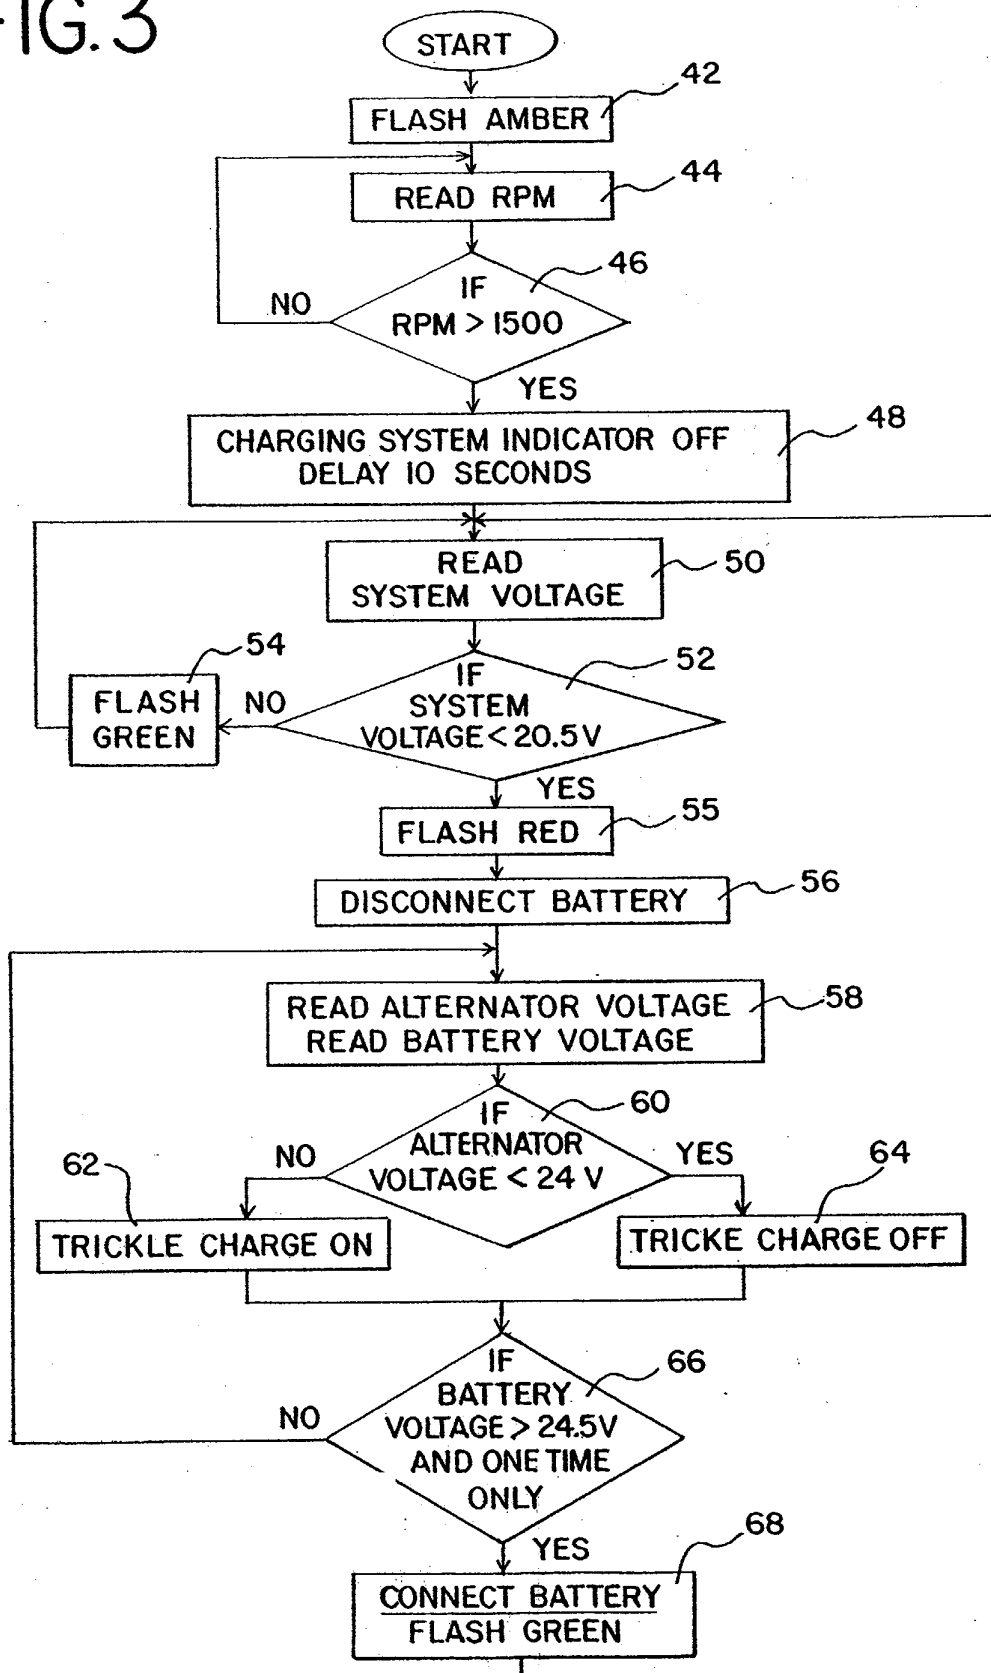 FIG. 3
START
42
FLASH AMBER
44
READ RPM
46
IF
RPM > 1500
NO
YES
48
CHARGING SYSTEM INDICATOR OFF
DELAY 10 SECONDS
50
READ
SYSTEM VOLTAGE
54
52
IF
SYSTEM
VOLTAGE < 20.5V
NO
FLASH
GREEN
YES
55
FLASH RED
56
DISCONNECT BATTERY
58
READ ALTERNATOR VOLTAGE
READ BATTERY VOLTAGE
60
IF
ALTERNATOR
VOLTAGE < 24 V
NO
YES
62
64
TRICKLE CHARGE ON
TRICKE CHARGE OFF
66
IF
BATTERY
VOLTAGE > 24.5V
AND ONE TIME
ONLY
NO
YES
68
CONNECT BATTERY
FLASH GREEN